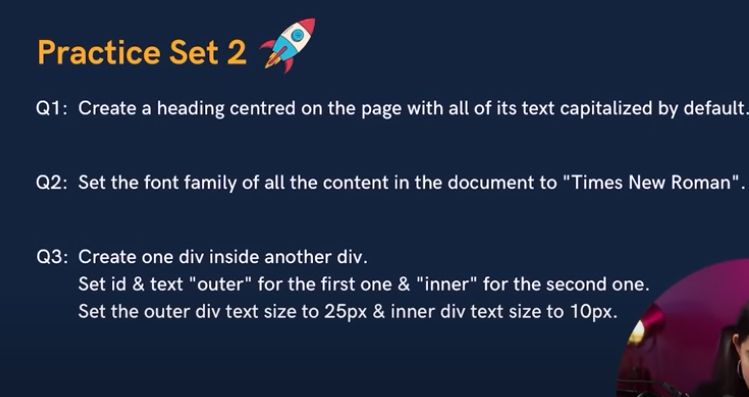 Practice Set 2
Q1: Create a heading centred on the page with all of its text capitalized by default.
Q2: Set the font family of all the content in the document to "Times New Roman".
Q3: Create one div inside another div.
Set id & text "outer" for the first one & "inner" for the second one.
Set the outer div text size to 25px & inner div text size to 10px.